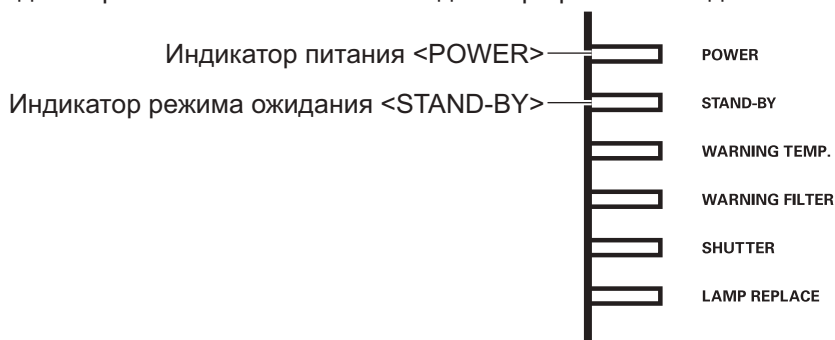 Индикатор питания <POWER>
POWER
Индикатор режима ожидания <STAND-BY>
STAND-BY
WARNING TEMP.
WARNING FILTER
SHUTTER
LAMP REPLACE